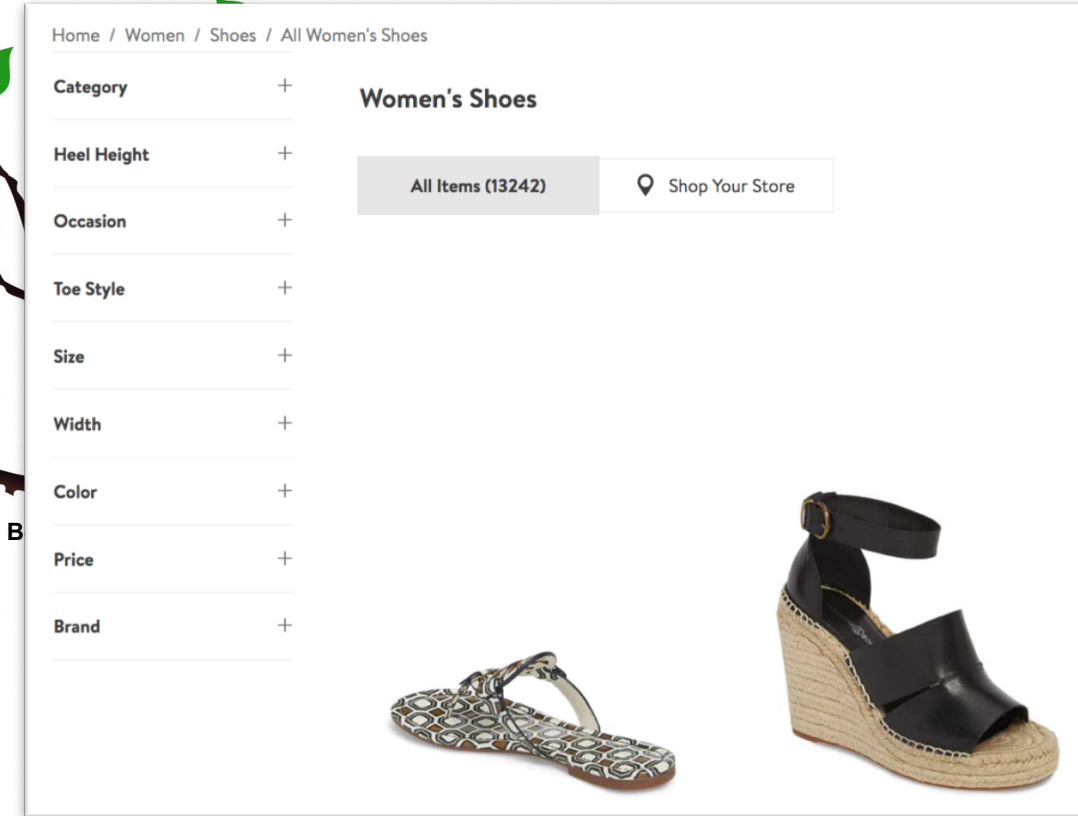 Home / Women / Shoes / All Women's Shoes
Category +
Heel Height +
Occasion +
Toe Style +
Size +
Width +
Color +
Price +
Brand +
Women's Shoes
All Items (13242)
Shop Your Store
B